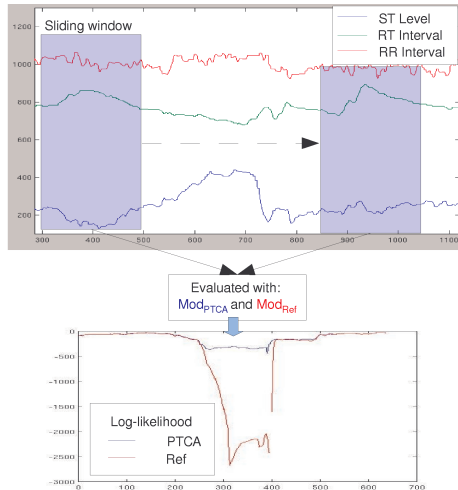 Sliding window
ST Level
RT Interval
RR Interval
1200
1000
800
600
400
200
300 400 500 600 700 800 900 1000 1100
Evaluated with:
ModPTCA and ModRef
0
-500
-1000
-1500
-2000
-2500
-3000
Log-likelihood
PTCA
Ref
0 100 200 300 400 500 600 700